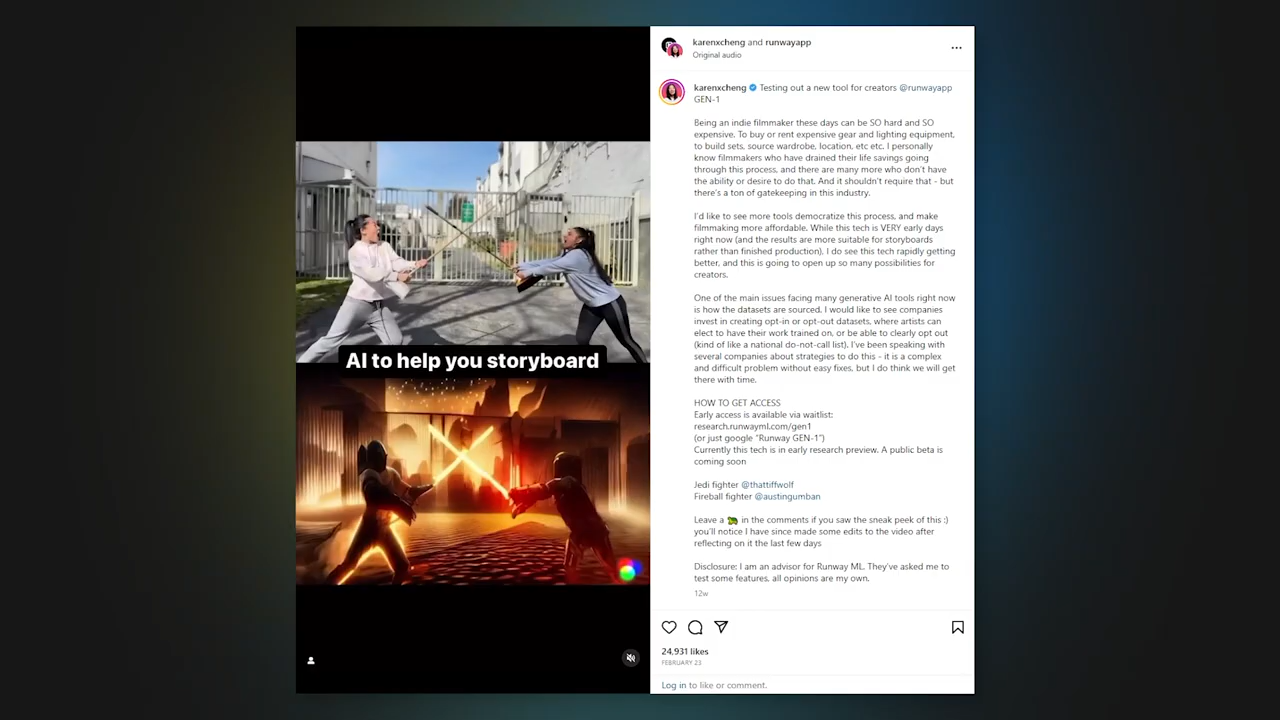 karenxcheng and runwayapp
Original audio
karenxcheng Testing out a new tool for creators @runwayapp
GEN-1
Being an indie filmmaker these days can be SO hard and SO
expensive. To buy or rent expensive gear and lighting equipment,
to build sets, source wardrobe, location, etc etc. I personally
know filmmakers who have drained their life savings going
through this process, and there are many more who don't have
the ability or desire to do that. And it shouldn't require that - but
there's a ton of gatekeeping in this industry.
I'd like to see more tools democratize this process, and make
filmmaking more affordable. While this tech is VERY early days
right now (and the results are more suitable for storyboards
rather than finished production). I do see this tech rapidly getting
better, and this is going to open up so many possibilities for
creators.
One of the main issues facing many generative AI tools right now
is how the datasets are sourced. I would like to see companies
invest in creating opt-in or opt-out datasets, where artists can
elect to have their work trained on, or be able to clearly opt out
(kind of like a national do-not-call list). I've been speaking with
several companies about strategies to do this - it is a complex
and difficult problem without easy fixes, but I do think we will get
there with time.
HOW TO GET ACCESS
Early access is available via waitlist:
research.runwayml.com/gen1
(or just google "Runway GEN-1")
Currently this tech is in early research preview. A public beta is
coming soon
Jedi fighter @thattiffwolf
Fireball fighter @austingumban
Leave a 🐲 in the comments if you saw the sneak peek of this :)
you'll notice I have since made some edits to the video after
reflecting on it the last few days
Disclosure: I am an advisor for Runway ML. They've asked me to
test some features, all opinions are my own.
12w
24,931 likes
FEBRUARY 23
Log in to like or comment.
AI to help you storyboard